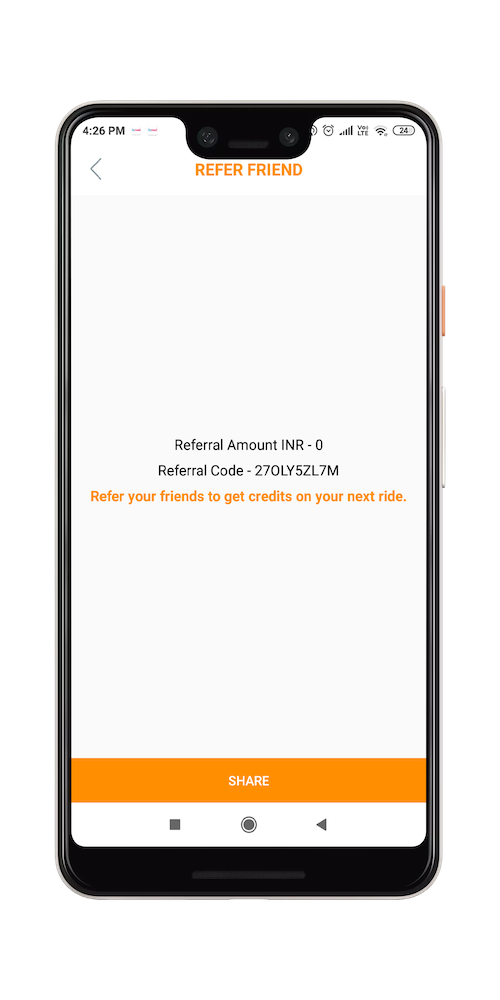 4:26 PM
Vo) LTE
24
REFER FRIEND
Referral Amount INR - 0
Referral Code - 27OLY5ZL7M
Refer your friends to get credits on your next ride.
SHARE